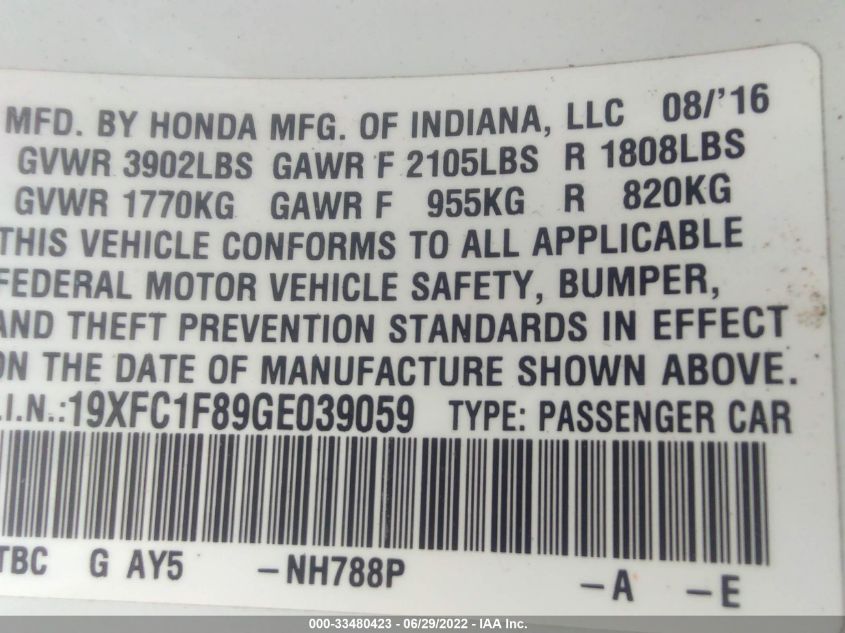 MFD. BY HONDA MFG. OF INDIANA, LLC 08/'16
GVWR 3902LBS GAWR F 2105LBS R 1808LBS
GVWR 1770KG GAWR F 955KG R 820KG
THIS VEHICLE CONFORMS TO ALL APPLICABLE
FEDERAL MOTOR VEHICLE SAFETY, BUMPER,
AND THEFT PREVENTION STANDARDS IN EFFECT
ON THE DATE OF MANUFACTURE SHOWN ABOVE.
.I.N.:19XFC1F89GE039059 TYPE: PASSENGER CAR
TBC G AY5 -NH788P -A -E
000-33480423 - 06/29/2022 - IAA Inc.